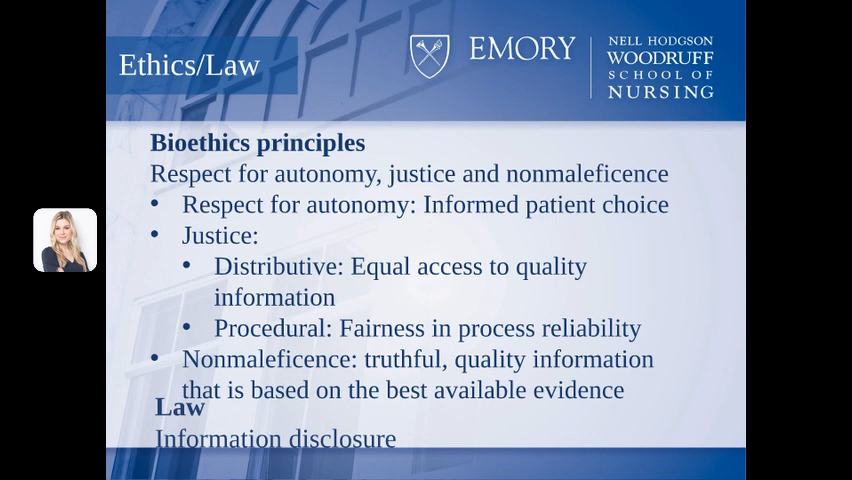 Ethics/Law
EMORY
NELL HODGSON
WOODRUFF
SCHOOL OF
NURSING
Bioethics principles
Respect for autonomy, justice and nonmaleficence
• Respect for autonomy: Informed patient choice
• Justice:
• Distributive: Equal access to quality
information
• Procedural: Fairness in process reliability
• Nonmaleficence: truthful, quality information
that is based on the best available evidence
Law
Information disclosure